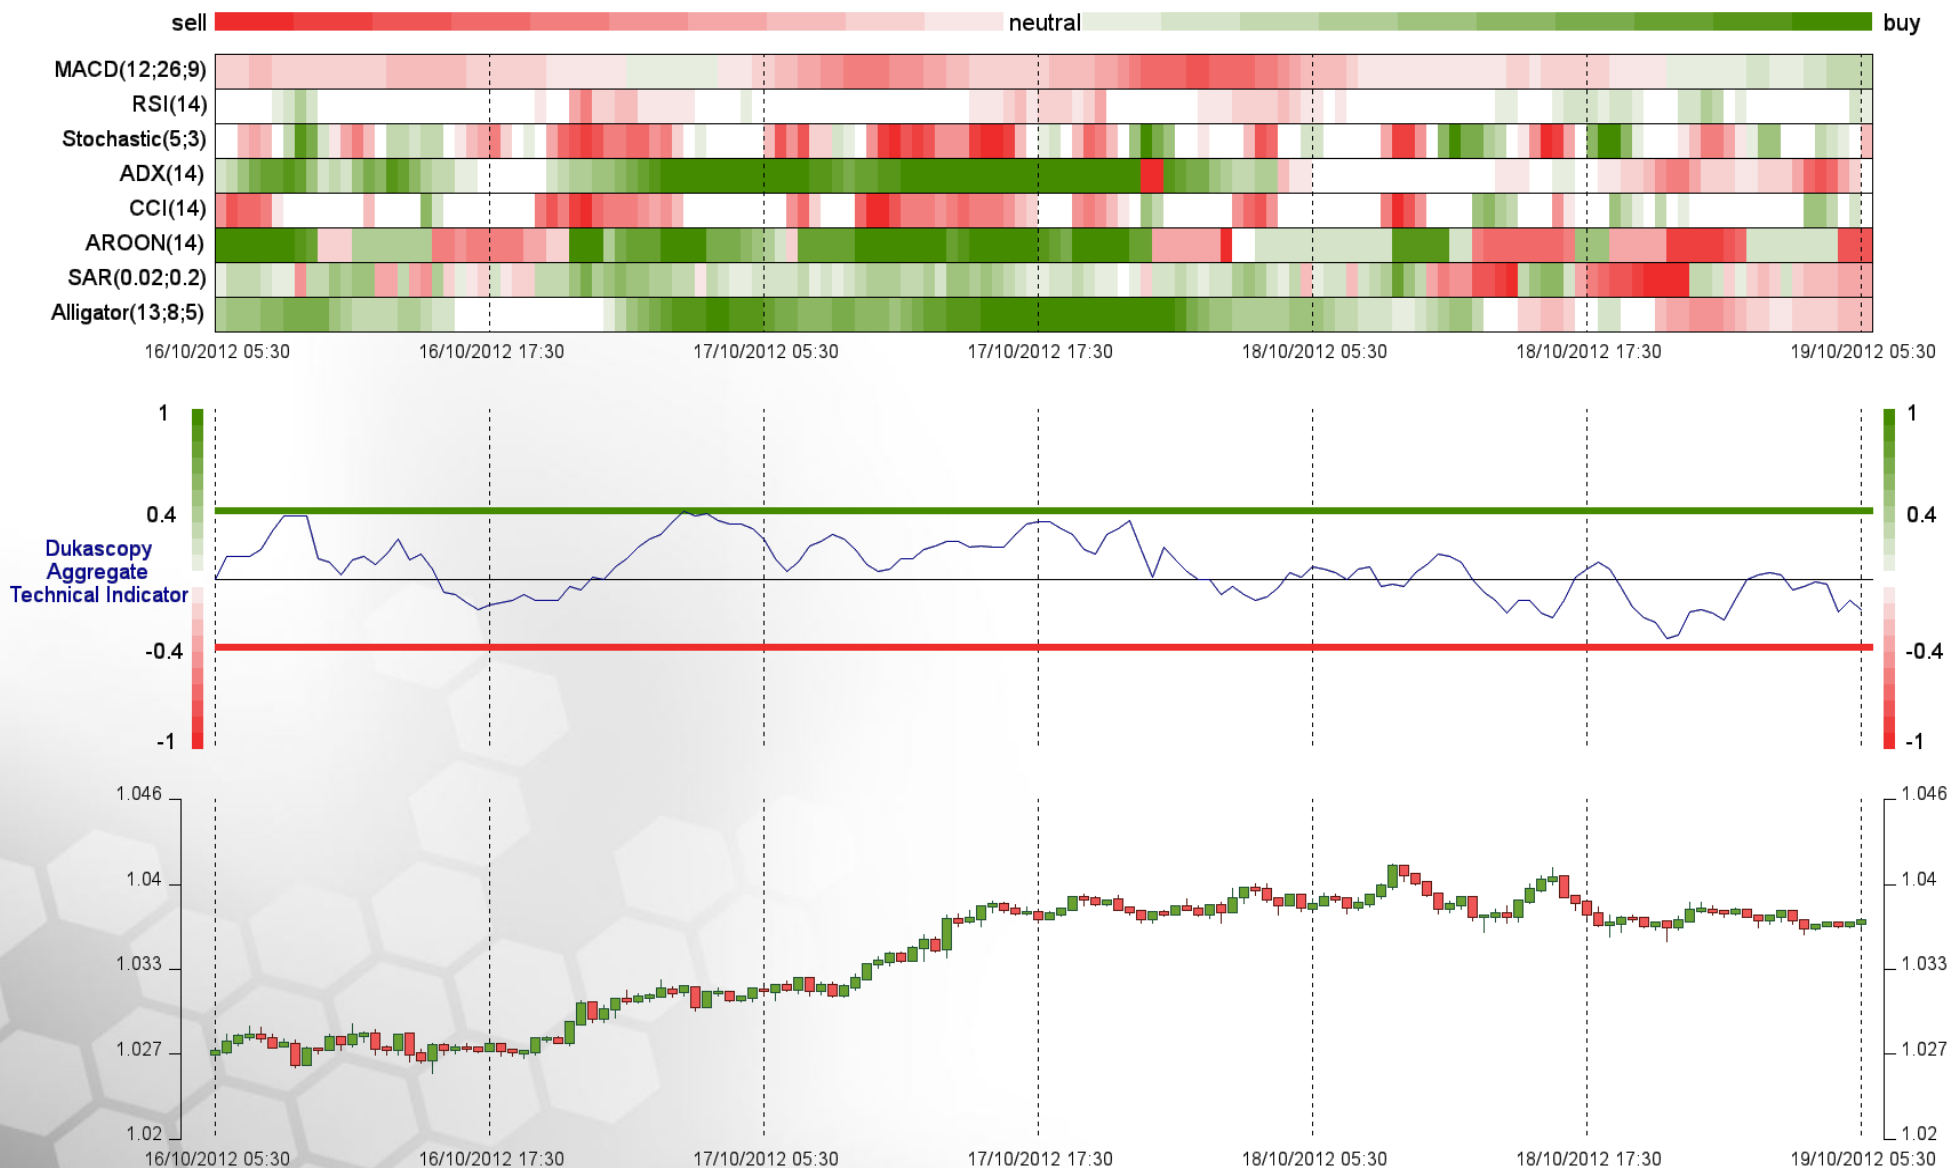 sell neutral buy
MACD(12;26;9)
RSI(14)
Stochastic(5;3)
ADX(14)
CCI(14)
AROON(14)
SAR(0.02;0.2)
Alligator(13;8;5)
16/10/2012 05:30 16/10/2012 17:30 17/10/2012 05:30 17/10/2012 17:30 18/10/2012 05:30 18/10/2012 17:30 19/10/2012 05:30
1 1
0.4 0.4
Dukascopy
Aggregate
Technical Indicator
-0.4 -0.4
-1 -1
1.046 1.046
1.04 1.04
1.033 1.033
1.027 1.027
1.02 1.02
16/10/2012 05:30 16/10/2012 17:30 17/10/2012 05:30 17/10/2012 17:30 18/10/2012 05:30 18/10/2012 17:30 19/10/2012 05:30